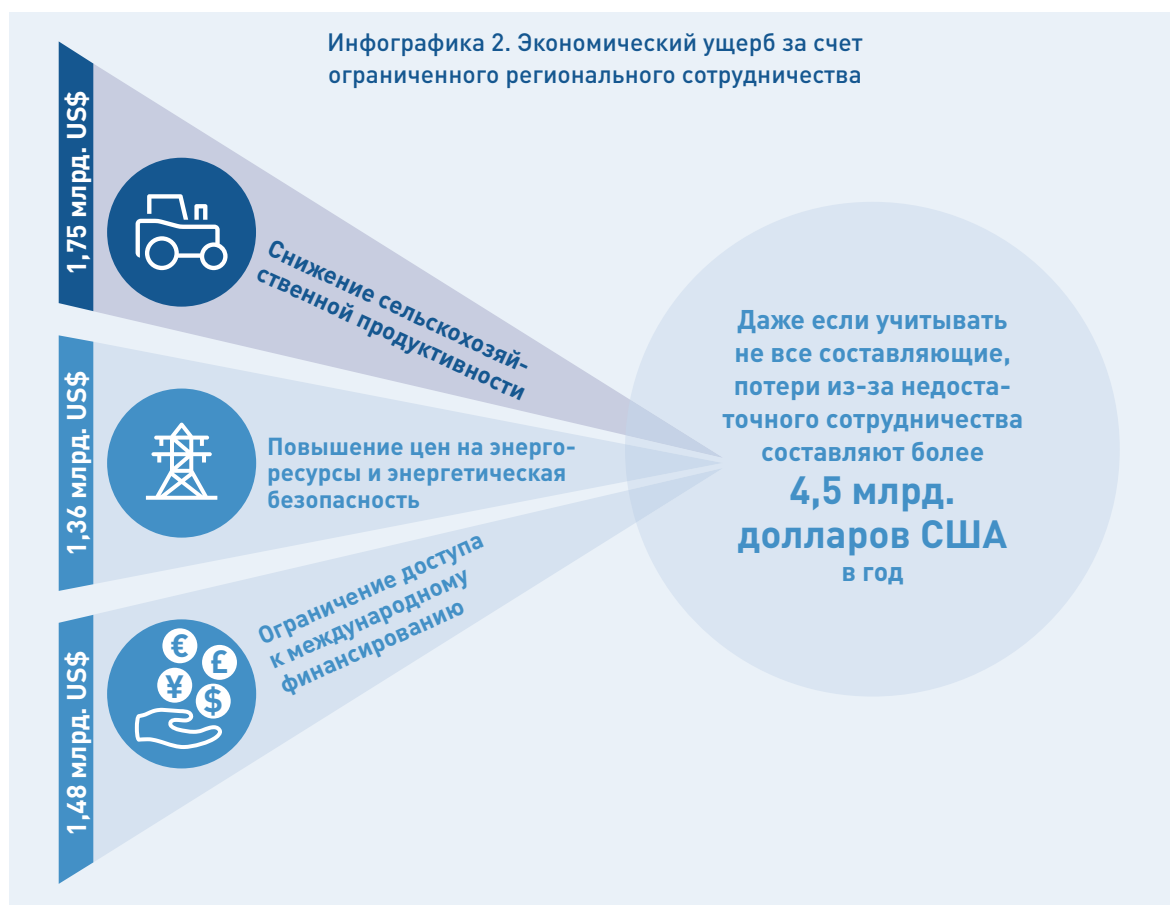 Инфографика 2. Экономический ущерб за счет
ограниченного регионального сотрудничества
1,75 млрд. US$
Снижение сельскохозяй-
ственной продуктивности
1,36 млрд. US$
Повышение цен на энерго-
ресурсы и энергетическая
безопасность
1,48 млрд. US$
€
£
¥
$
Ограничение доступа
к международному
финансированию
Даже если учитывать
не все составляющие,
потери из-за недоста-
точного сотрудничества
составляют более
4,5 млрд.
долларов США
в год